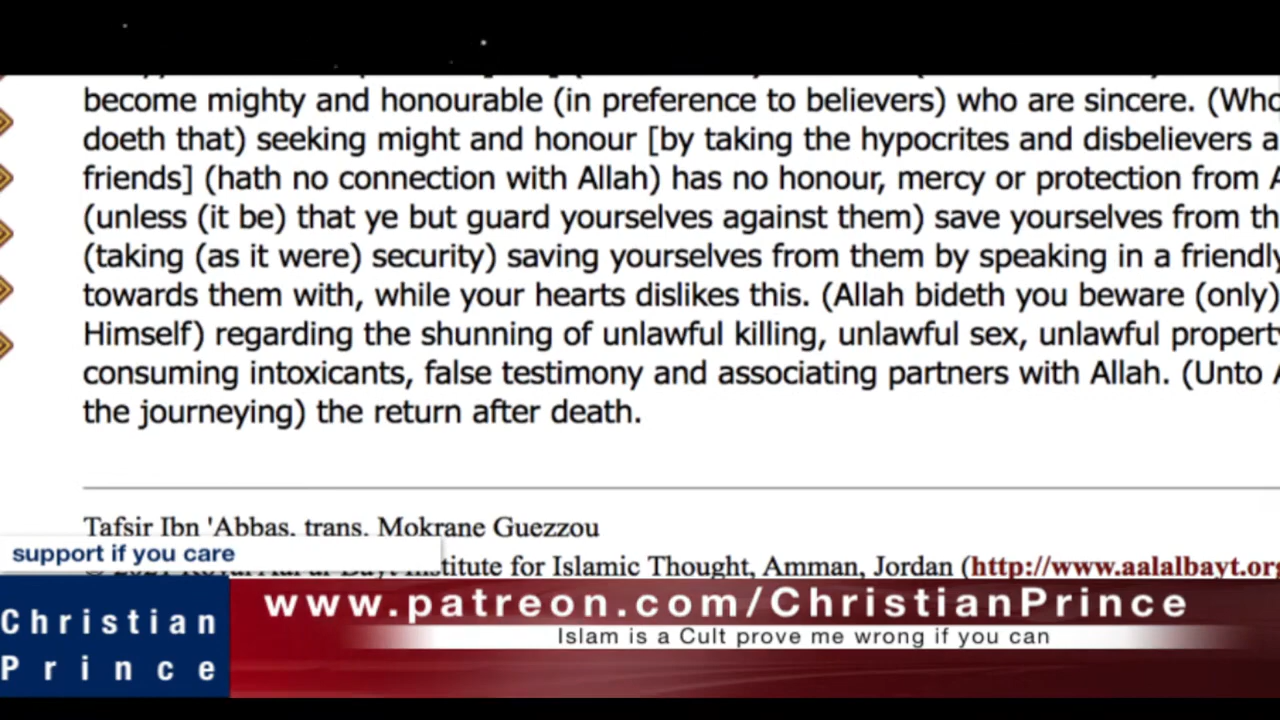 become mighty and honourable (in preference to believers) who are sincere. (Who
doeth that) seeking might and honour [by taking the hypocrites and disbelievers a
friends] (hath no connection with Allah) has no honour, mercy or protection from A
(unless (it be) that ye but guard yourselves against them) save yourselves from th
(taking (as it were) security) saving yourselves from them by speaking in a friendly
towards them with, while your hearts dislikes this. (Allah bideth you beware (only)
Himself) regarding the shunning of unlawful killing, unlawful sex, unlawful property
consuming intoxicants, false testimony and associating partners with Allah. (Unto A
the journeying) the return after death.
Tafsir Ibn 'Abbas, trans. Mokrane Guezzou
support if you care
titute for Islamic Thought, Amman, Jordan (http://www.aalalbayt.org
Christian
Prince
www.patreon.com/ChristianPrince
Islam is a Cult prove me wrong if you can